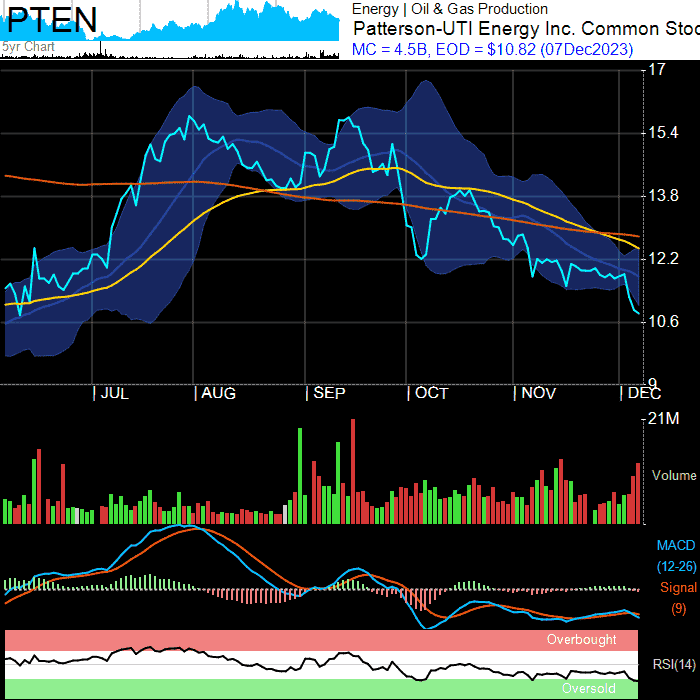 PTEN
5yr Chart
Energy | Oil & Gas Production
Patterson-UTI Energy Inc. Common Stoc
MC = 4.5B, EOD = $10.82 (07Dec2023)
17
15.4
13.8
12.2
10.6
9
JUL AUG SEP OCT NOV DEC
21M
Volume
MACD
(12-26)
Signal
(9)
Overbought
RSI(14)
Oversold